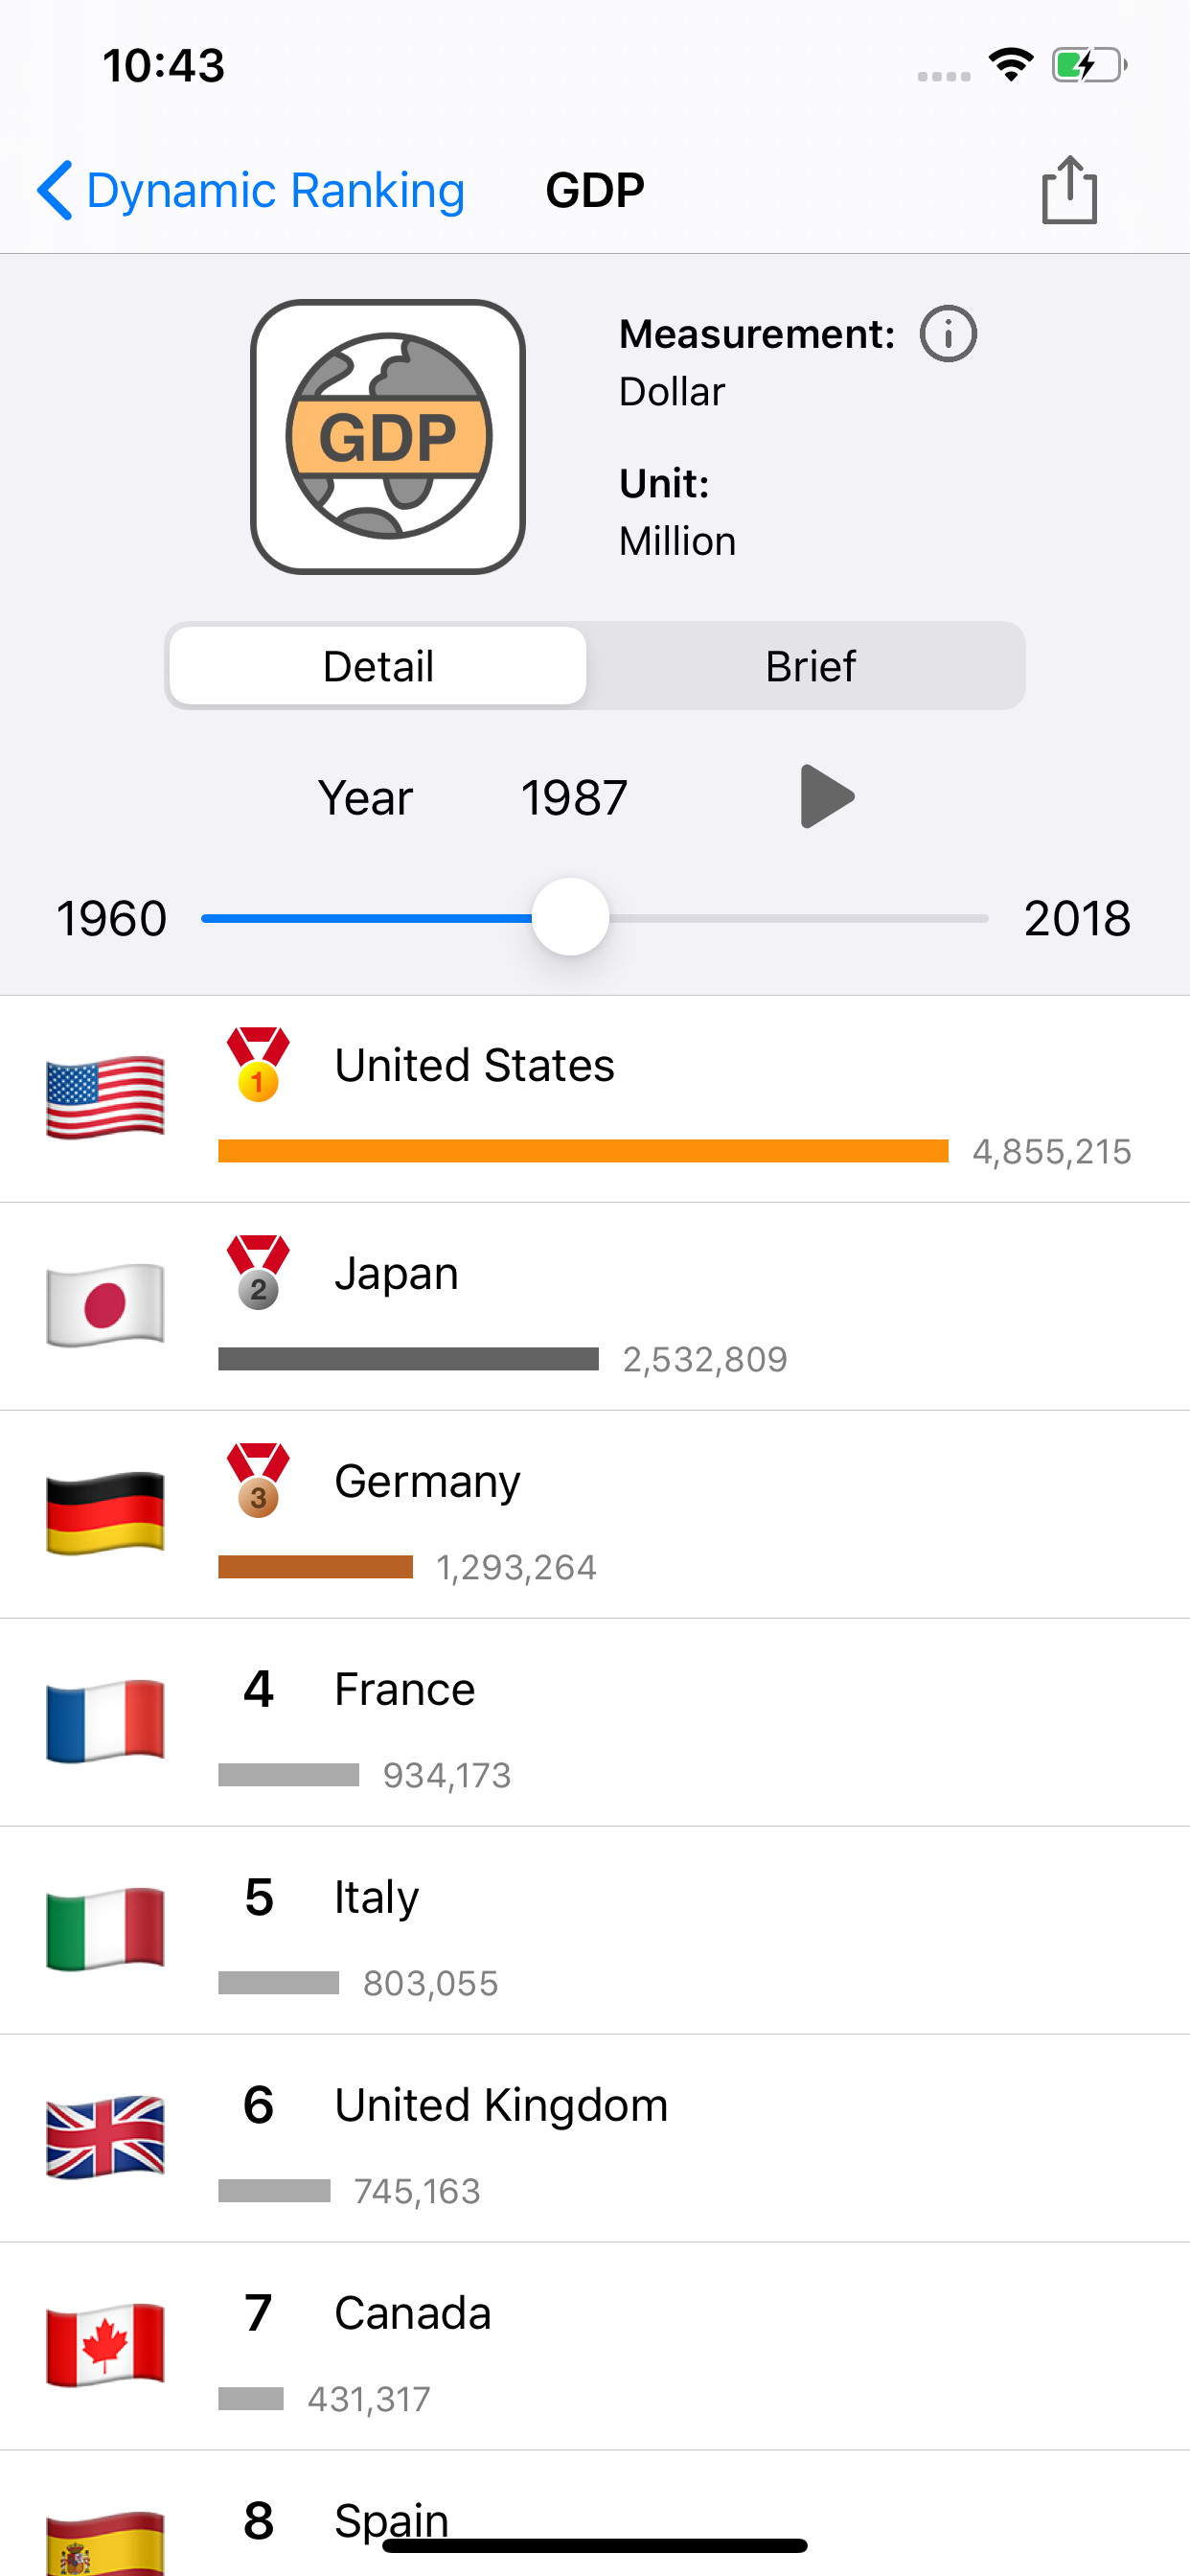 10:43
Dynamic Ranking GDP
GDP
Measurement:
Dollar
Unit:
Million
Detail Brief
Year 1987
1960 2018
1 United States
4,855,215
2 Japan
2,532,809
3 Germany
1,293,264
4 France
934,173
5 Italy
803,055
6 United Kingdom
745,163
7 Canada
431,317
8 Spain